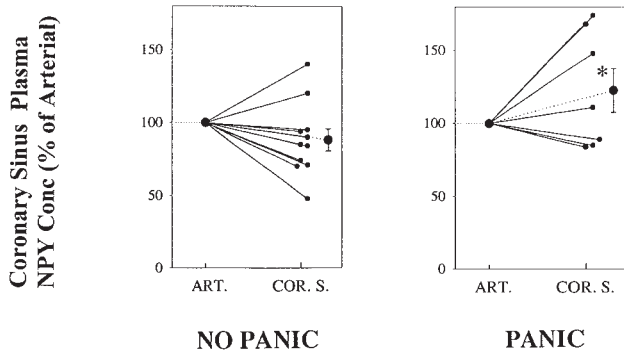 Coronary Sinus Plasma
NPY Conc (% of Arterial)
150
100
50
0
ART.
COR. S.
NO PANIC
150
100
50
0
*
ART.
COR. S.
PANIC